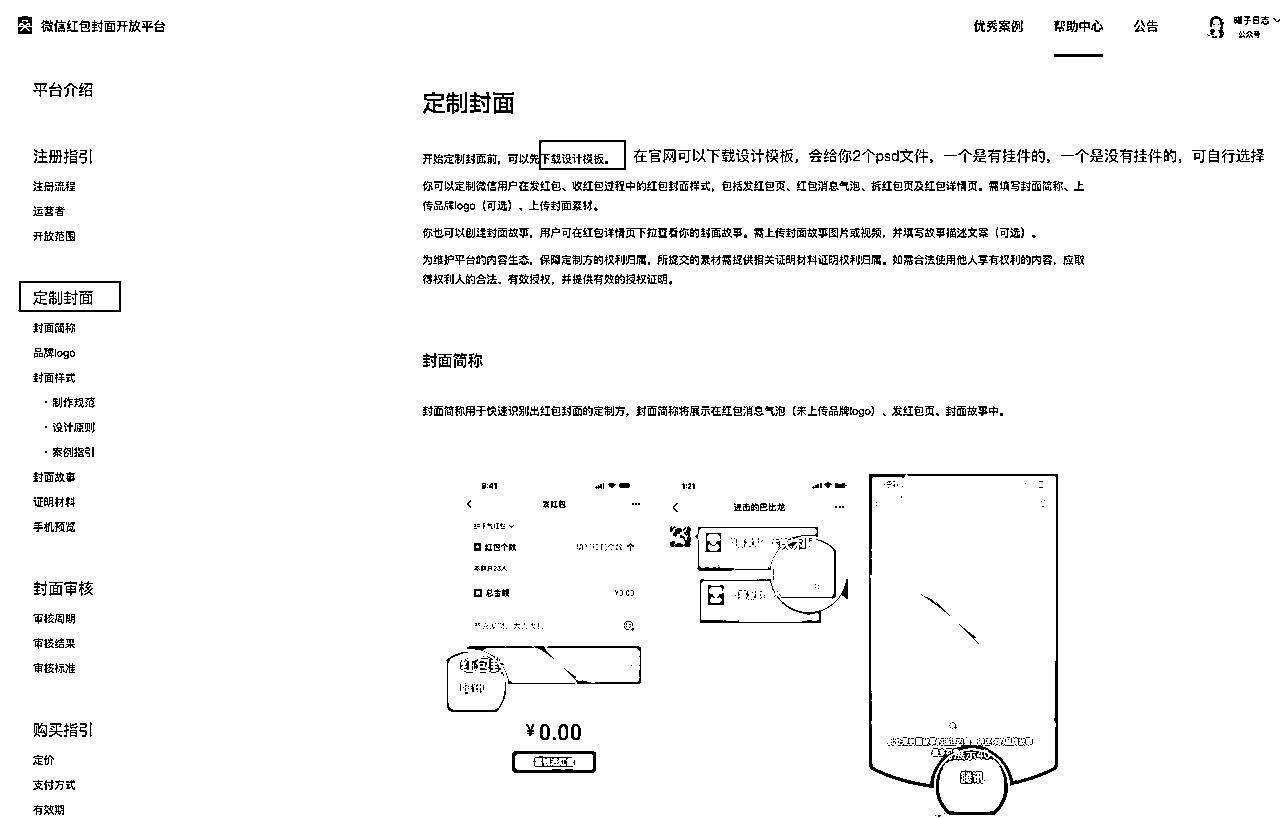 微信红包封面开放平台
优秀案例 帮助中心 公告
罐子日志
公众号
平台介绍
注册指引
注册流程
运营者
开放范围
定制封面
封面简称
品牌logo
封面样式
· 制作规范
· 设计原则
· 案例指引
封面故事
证明材料
手机预览
封面审核
审核周期
审核结果
审核标准
购买指引
定价
支付方式
有效期
定制封面
开始定制封面前，可以先下载设计模板。
在官网可以下载设计模板，会给你2个psd文件，一个是有挂件的，一个是没有挂件的，可自行选择
你可以定制微信用户在发红包、收红包过程中的红包封面样式，包括发红包页、红包消息气泡、拆红包页及红包详情页。需填写封面简称、上
传品牌logo（可选）、上传封面素材。
你也可以创建封面故事，用户可在红包详情页下拉查看你的封面故事。需上传封面故事图片或视频，并填写故事描述文案（可选）。
为维护平台的内容生态，保障定制方的权利归属，所提交的素材需提供相关证明材料证明权利归属。如需合法使用他人享有权利的内容，应取
得权利人的合法、有效授权，并提供有效的授权证明。
封面简称
封面简称用于快速识别出红包封面的定制方，封面简称将展示在红包消息气泡（未上传品牌logo）、发红包页、封面故事中。
9:41
发红包
拼手气红包
红包个数
个
本群共23人
总金额
¥0.00
¥0.00
1:21
进击的巴比龙
腾讯